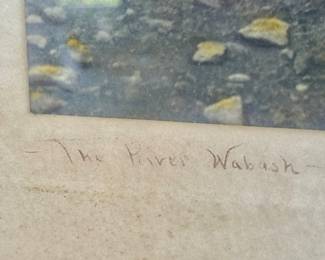 - The River Wabash -